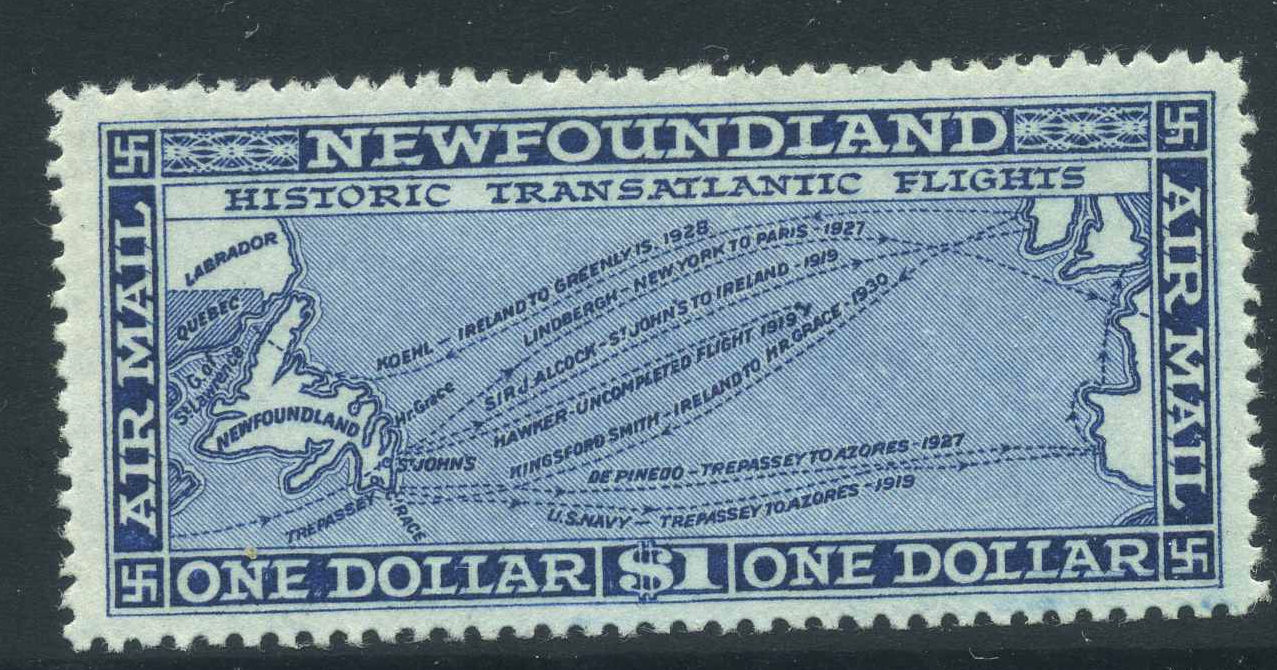 NEWFOUNDLAND
HISTORIC TRANSATLANTIC FLIGHTS
AIR MAIL
AIR MAIL
LABRADOR
QUEBEC
G. of
St Lawrence
NEWFOUNDLAND
Hr. Grace
ST JOHN'S
TREPASSEY
C. RACE
KOEHL - IRELAND TO GREENLY IS. 1928
LINDBERGH - NEW YORK TO PARIS - 1927
SIR J. ALCOCK - ST JOHN'S TO IRELAND - 1919
HAWKER - UNCOMPLETED FLIGHT 1919
KINGSFORD SMITH - IRELAND TO HR. GRACE - 1930
DE PINEDO - TREPASSEY TO AZORES - 1927
U.S. NAVY - TREPASSEY TO AZORES - 1919
ONE DOLLAR $1 ONE DOLLAR